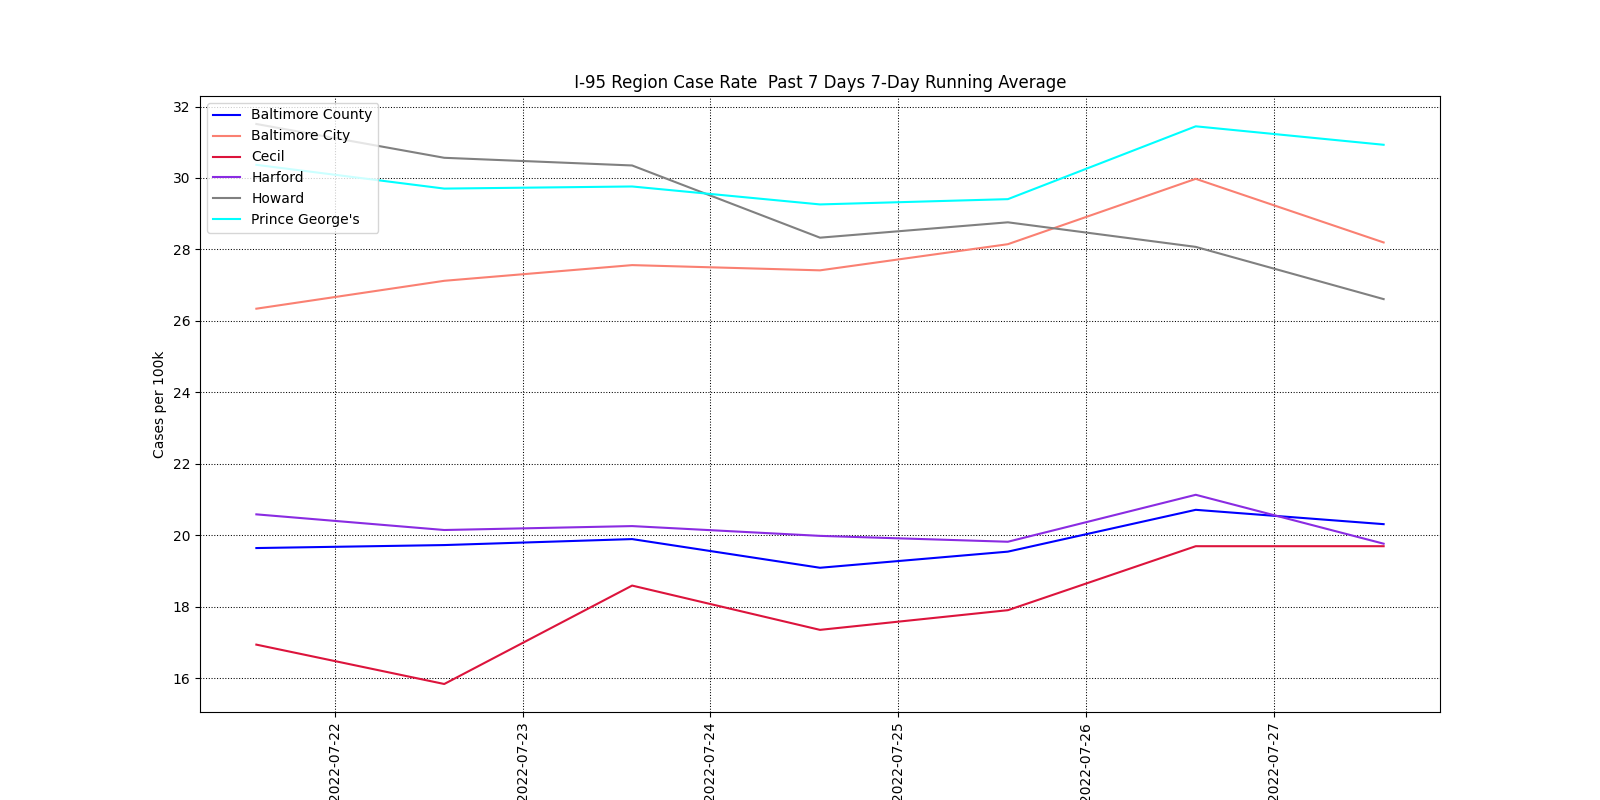 I-95 Region Case Rate  Past 7 Days 7-Day Running Average
Cases per 100k
32
30
28
26
24
22
20
18
16
Baltimore County
Baltimore City
Cecil
Harford
Howard
Prince George's
2022-07-22
2022-07-23
2022-07-24
2022-07-25
2022-07-26
2022-07-27